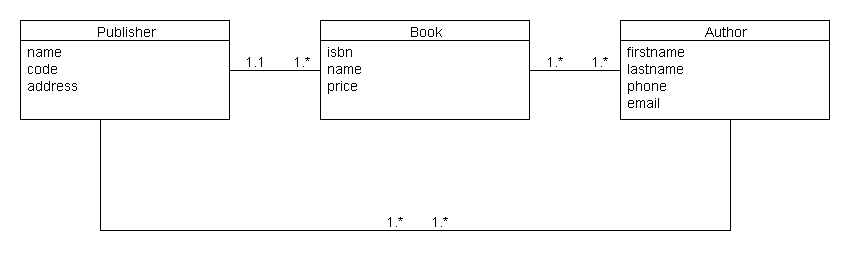 Publisher
name
code
address
1.1 1.*
Book
isbn
name
price
1.* 1.*
Author
firstname
lastname
phone
email
1.* 1.*